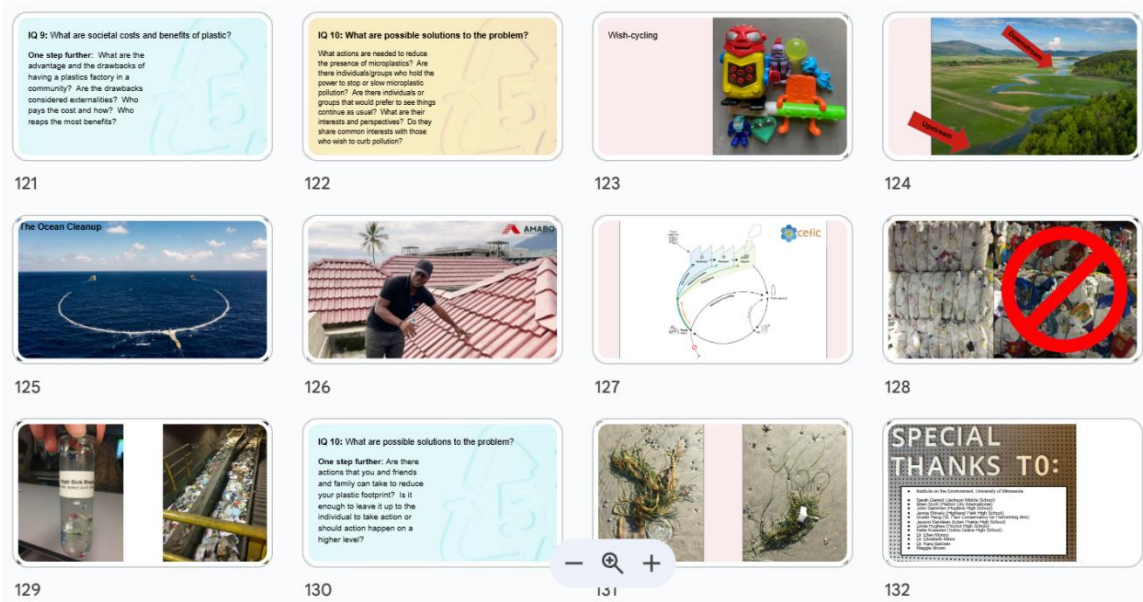 IQ 9: What are societal costs and benefits of plastic?
One step further: What are the
advantage and the drawbacks of
having a plastics factory in a
community? Are the drawbacks
considered externalities? Who
pays the cost and how? Who
reaps the most benefits?
121
IQ 10: What are possible solutions to the problem?
What actions are needed to reduce
the presence of microplastics? Are
there individuals/groups who hold the
power to stop or slow microplastic
pollution? Are there individuals or
groups that would prefer to see things
continue as usual? What are their
interests and perspectives? Do they
share common interests with those
who wish to curb pollution?
122
Wish-cycling
123
Downstream
Upstream
124
The Ocean Cleanup
125
AMABO
126
cefic
127
128
129
IQ 10: What are possible solutions to the problem?
One step further: Are there
actions that you and friends
and family can take to reduce
your plastic footprint? Is it
enough to leave it up to the
individual to take action or
should action happen on a
higher level?
130
131
SPECIAL
THANKS TO:
Institute on the Environment, University of Minnesota
132